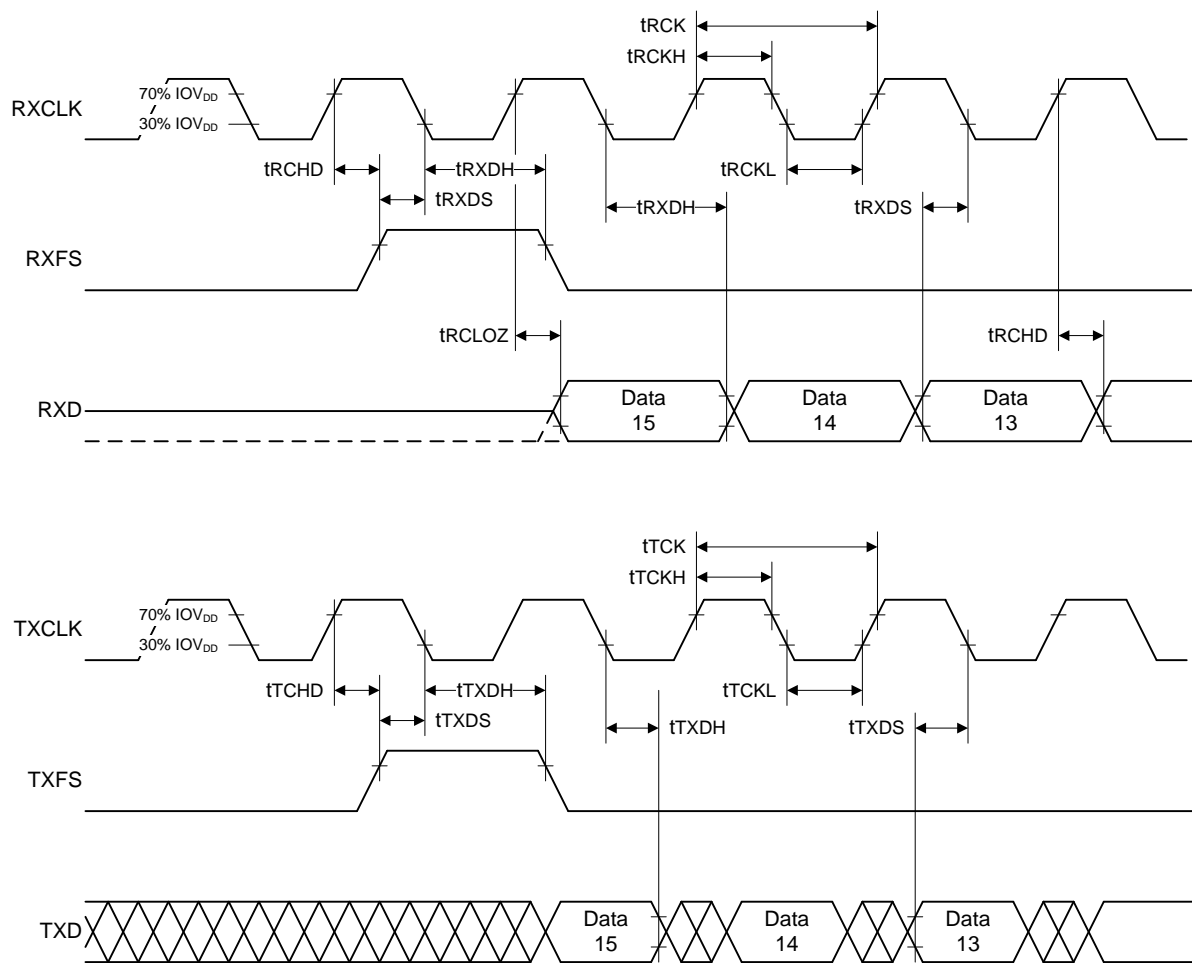 tRCK
tRCKH
RXCLK
70% IOVDD
30% IOVDD
tRCHD
tRXDH
tRCKL
tRXDS
tRXDH
tRXDS
RXFS
tRCLOZ
tRCHD
RXD
Data
15
Data
14
Data
13
tTCK
tTCKH
TXCLK
70% IOVDD
30% IOVDD
tTCHD
tTXDH
tTCKL
tTXDS
tTXDH
tTXDS
TXFS
TXD
Data
15
Data
14
Data
13